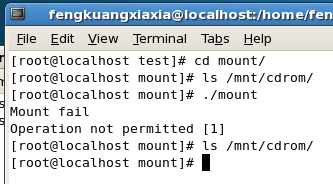 fengkuangxiaxia@localhost:/home/fen
File Edit View Terminal Tabs Help
[root@localhost test]# cd mount/
[root@localhost mount]# ls /mnt/cdrom/
[root@localhost mount]# ./mount
Mount fail
Operation not permitted [1]
[root@localhost mount]# ls /mnt/cdrom/
[root@localhost mount]#